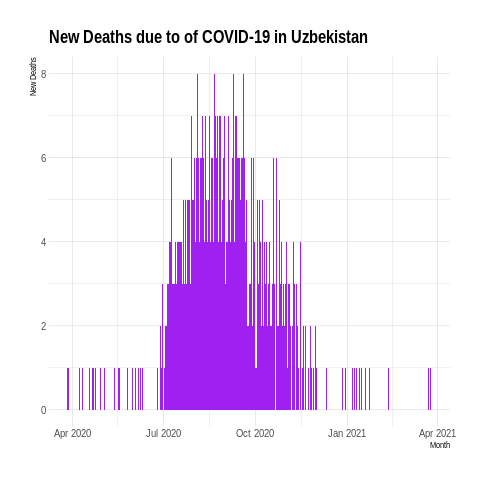 New Deaths due to of COVID-19 in Uzbekistan
New Deaths
8
6
4
2
0
Apr 2020 Jul 2020 Oct 2020 Jan 2021 Apr 2021
Month